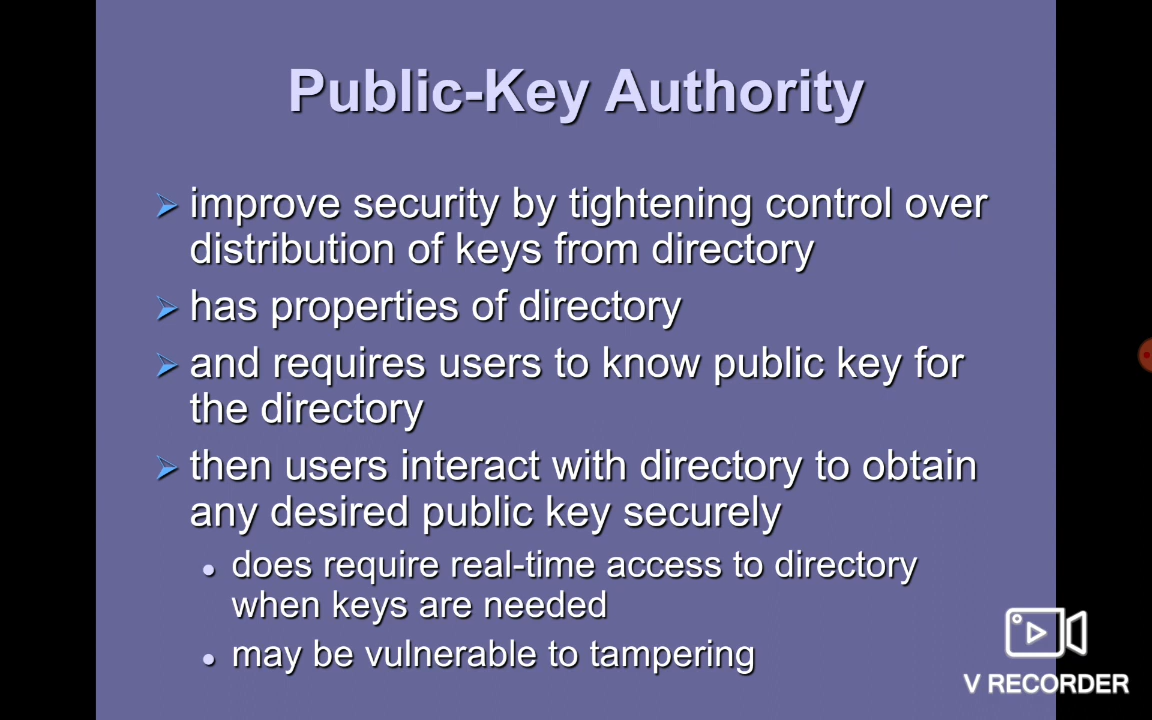 Public-Key Authority
improve security by tightening control over
distribution of keys from directory
has properties of directory
and requires users to know public key for
the directory
then users interact with directory to obtain
any desired public key securely
does require real-time access to directory
when keys are needed
may be vulnerable to tampering
V RECORDER